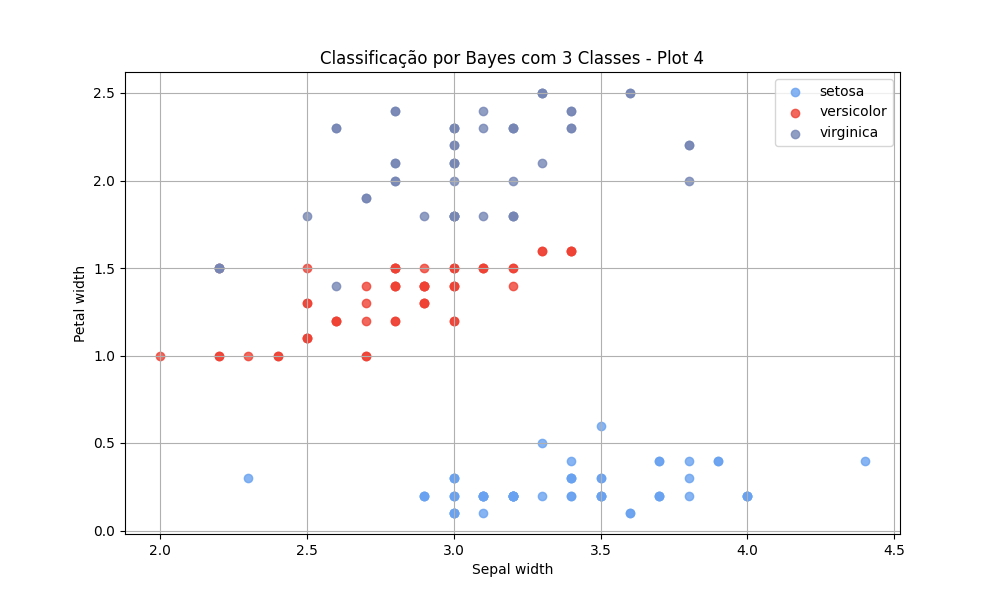 Classificação por Bayes com 3 Classes - Plot 4
setosa
versicolor
virginica
2.5
2.0
1.5
1.0
0.5
0.0
Petal width
2.0 2.5 3.0 3.5 4.0 4.5
Sepal width